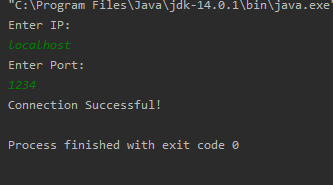 "C:\Program Files\Java\jdk-14.0.1\bin\java.exe"
Enter IP:
localhost
Enter Port:
1234
Connection Successful!
Process finished with exit code 0